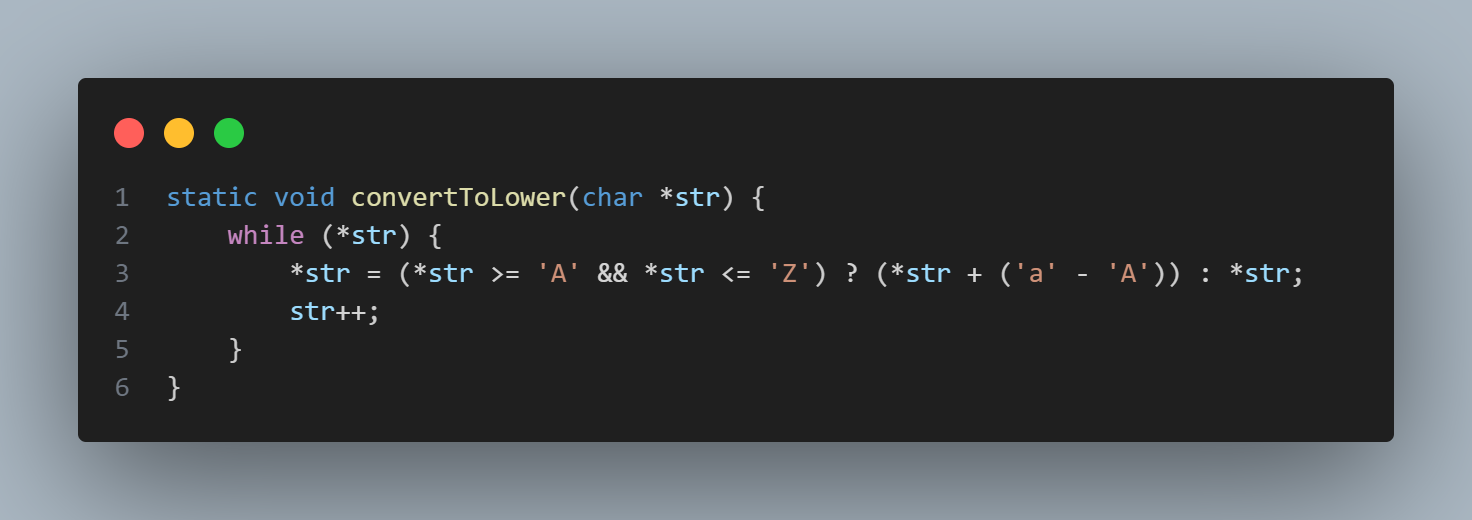 1 static void convertToLower(char *str) {
2     while (*str) {
3         *str = (*str >= 'A' && *str <= 'Z') ? (*str + ('a' - 'A')) : *str;
4         str++;
5     }
6 }